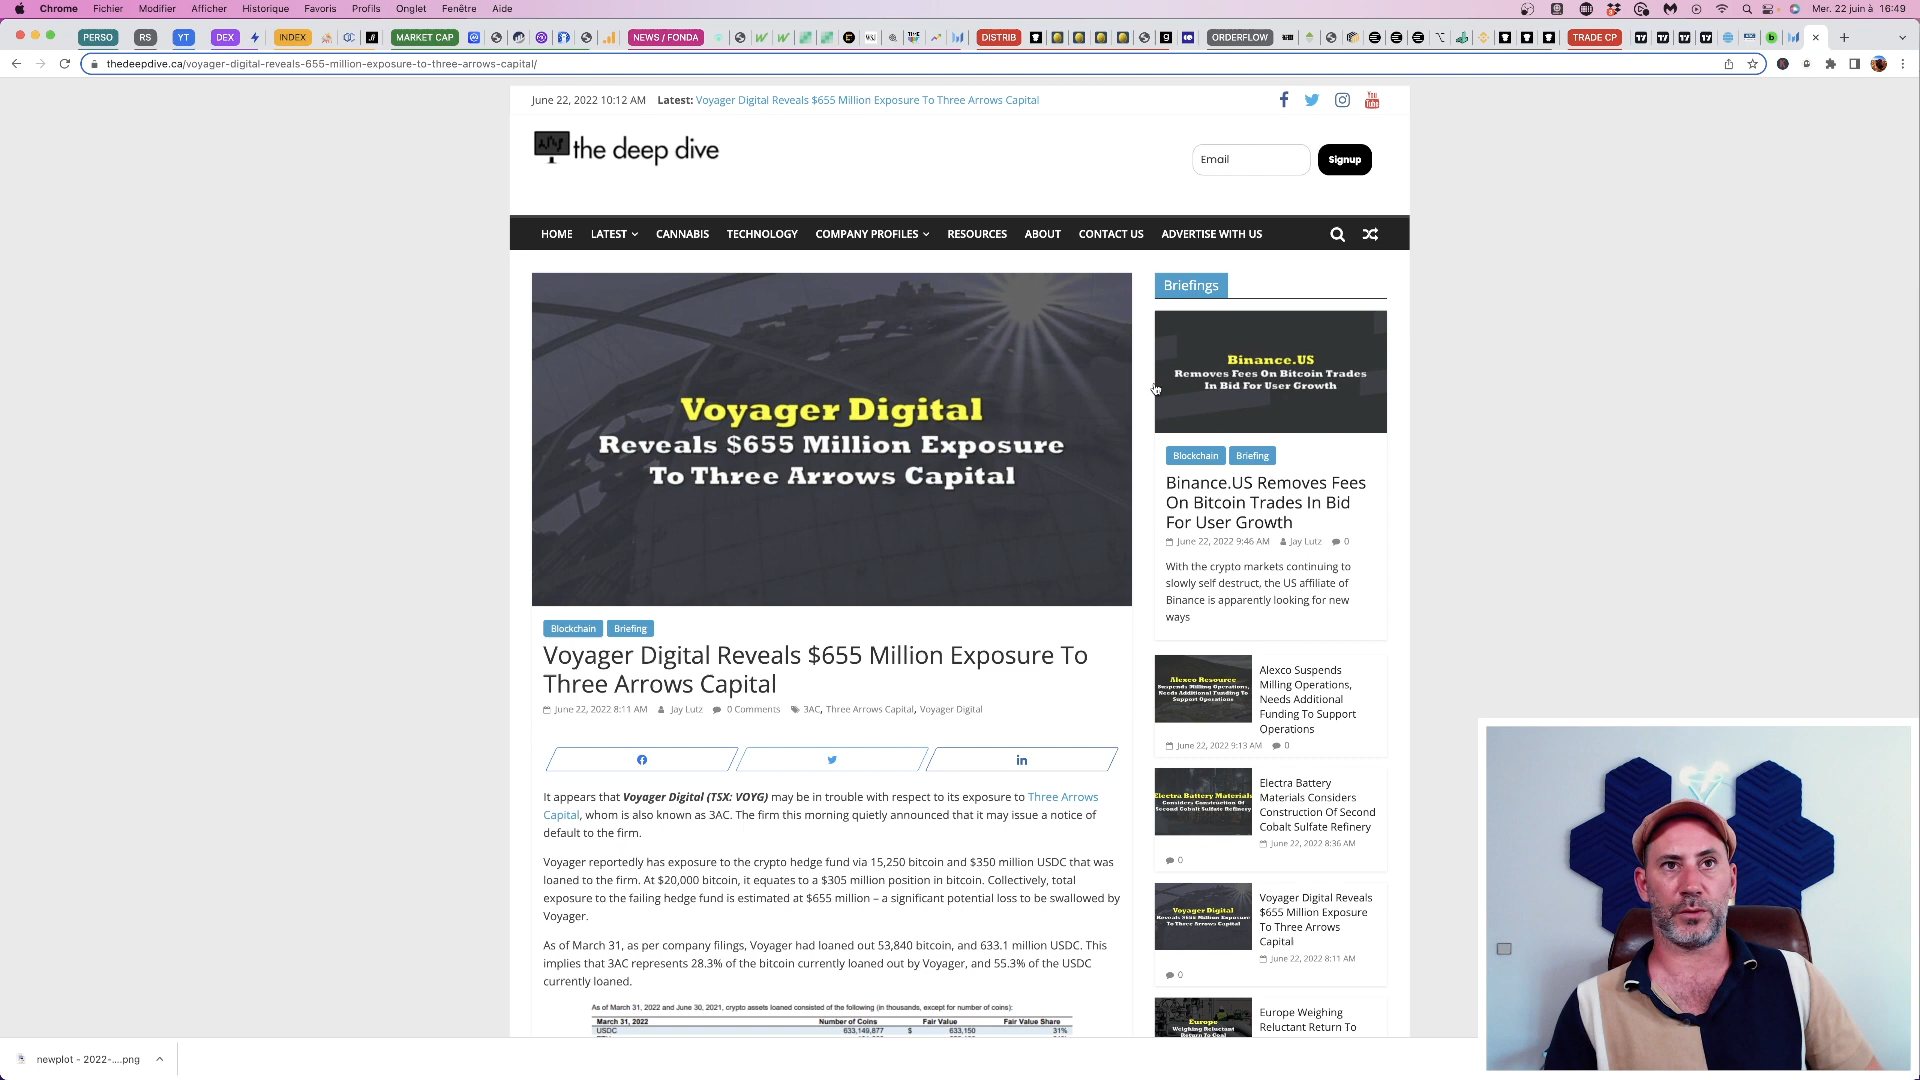 Chrome Fichier Modifier Afficher Historique Favoris Profils Onglet Fenêtre Aide Mer. 22 juin à 16:49
PERSO RS YT DEX INDEX MARKET CAP NEWS / FONDA DISTRIB ORDERFLOW TRADE CP
thedeepdive.ca/voyager-digital-reveals-655-million-exposure-to-three-arrows-capital/
June 22, 2022 10:12 AM Latest: Voyager Digital Reveals $655 Million Exposure To Three Arrows Capital
the deep dive
Email Signup
HOME LATEST CANNABIS TECHNOLOGY COMPANY PROFILES RESOURCES ABOUT CONTACT US ADVERTISE WITH US
Voyager Digital
Reveals $655 Million Exposure
To Three Arrows Capital
Blockchain Briefing
Voyager Digital Reveals $655 Million Exposure To
Three Arrows Capital
June 22, 2022 8:11 AM Jay Lutz 0 Comments 3AC, Three Arrows Capital, Voyager Digital
It appears that Voyager Digital (TSX: VOYG) may be in trouble with respect to its exposure to Three Arrows
Capital, whom is also known as 3AC. The firm this morning quietly announced that it may issue a notice of
default to the firm.
Voyager reportedly has exposure to the crypto hedge fund via 15,250 bitcoin and $350 million USDC that was
loaned to the firm. At $20,000 bitcoin, it equates to a $305 million position in bitcoin. Collectively, total
exposure to the failing hedge fund is estimated at $655 million – a significant potential loss to be swallowed by
Voyager.
As of March 31, as per company filings, Voyager had loaned out 53,840 bitcoin, and 633.1 million USDC. This
implies that 3AC represents 28.3% of the bitcoin currently loaned out by Voyager, and 55.3% of the USDC
currently loaned.
As of March 31, 2022 and June 30, 2021, crypto assets loaned consisted of the following (in thousands, except for number of coins):
March 31, 2022 Number of Coins Fair Value Fair Value Share
USDC 633,149,877 $ 633,150 31%
Briefings
Binance.US
Removes Fees On Bitcoin Trades
In Bid For User Growth
Blockchain Briefing
Binance.US Removes Fees
On Bitcoin Trades In Bid
For User Growth
June 22, 2022 9:46 AM Jay Lutz 0
With the crypto markets continuing to
slowly self destruct, the US affiliate of
Binance is apparently looking for new
ways
Alexco Resource
Suspends Milling Operations,
Needs Additional Funding To
Support Operations
Alexco Suspends
Milling Operations,
Needs Additional
Funding To Support
Operations
June 22, 2022 9:13 AM 0
Electra Battery Materials
Considers Construction Of
Second Cobalt Sulfate Refinery
Electra Battery
Materials Considers
Construction Of Second
Cobalt Sulfate Refinery
June 22, 2022 8:36 AM
0
Voyager Digital
Reveals $655 Million Exposure
To Three Arrows Capital
Voyager Digital Reveals
$655 Million Exposure
To Three Arrows
Capital
June 22, 2022 8:11 AM
0
Europe
Weighing Reluctant
Return To Coal
Europe Weighing
Reluctant Return To
newplot - 2022-....png